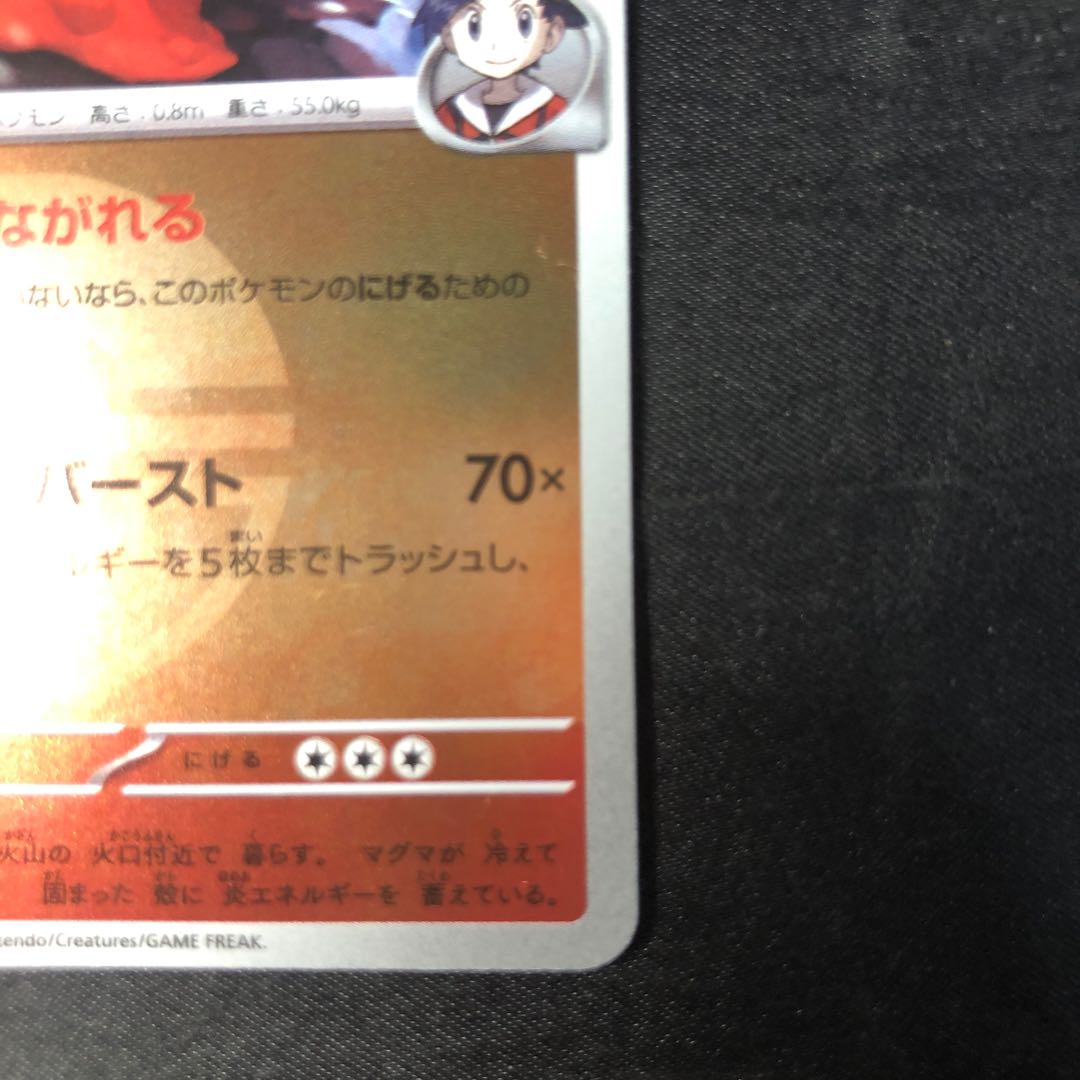 高さ：0.8m 重さ：55.0kg
ながれる
ないなら、このポケモンのにげるための
バースト 70×
ギーを5枚までトラッシュし、
まい
にげる
火山の 火口付近で 暮らす。 マグマが 冷えて
固まった 殻に 炎エネルギーを 蓄えている。
tendo/Creatures/GAME FREAK.